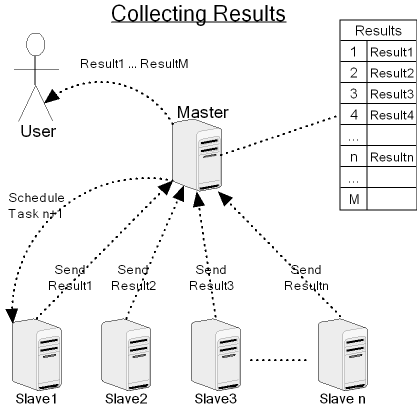 Collecting Results
Results
1 Result1
2 Result2
3 Result3
4 Result4
...
n Resultn
...
M
Result1 ... ResultM
User
Master
Schedule
Task n+1
Send
Result1
Send
Result2
Send
Result3
Send
Resultn
Slave1
Slave2
Slave3
Slave n